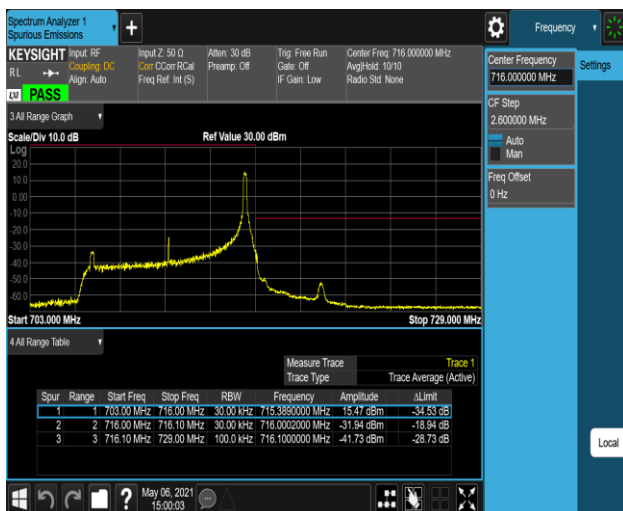 Spectrum Analyzer 1
Spurious Emissions
Frequency
KEYSIGHT
R L
LXI
PASS
Input: RF
Coupling: DC
Align: Auto
Input Z: 50 Ω
Corr CCorr RCal
Freq Ref: Int (S)
Atten: 30 dB
Preamp: Off
Trig: Free Run
Gate: Off
IF Gain: Low
Center Freq: 716.000000 MHz
Avg|Hold: 10/10
Radio Std: None
Center Frequency
716.000000 MHz
Settings
CF Step
2.600000 MHz
Auto
Man
Freq Offset
0 Hz
3 All Range Graph
Scale/Div 10.0 dB
Ref Value 30.00 dBm
Log
20.0
10.0
0.00
-10.0
-20.0
-30.0
-40.0
-50.0
-60.0
Start 703.000 MHz
Stop 729.000 MHz
4 All Range Table
Measure Trace Trace 1
Trace Type Trace Average (Active)
Spur Range Start Freq Stop Freq RBW Frequency Amplitude ΔLimit
1 1 703.00 MHz 716.00 MHz 30.00 kHz 715.3890000 MHz 15.47 dBm -34.53 dB
2 2 716.00 MHz 716.10 MHz 30.00 kHz 716.0002000 MHz -31.94 dBm -18.94 dB
3 3 716.10 MHz 729.00 MHz 100.0 kHz 716.1000000 MHz -41.73 dBm -28.73 dB
Local
?
May 06, 2021
15:00:03